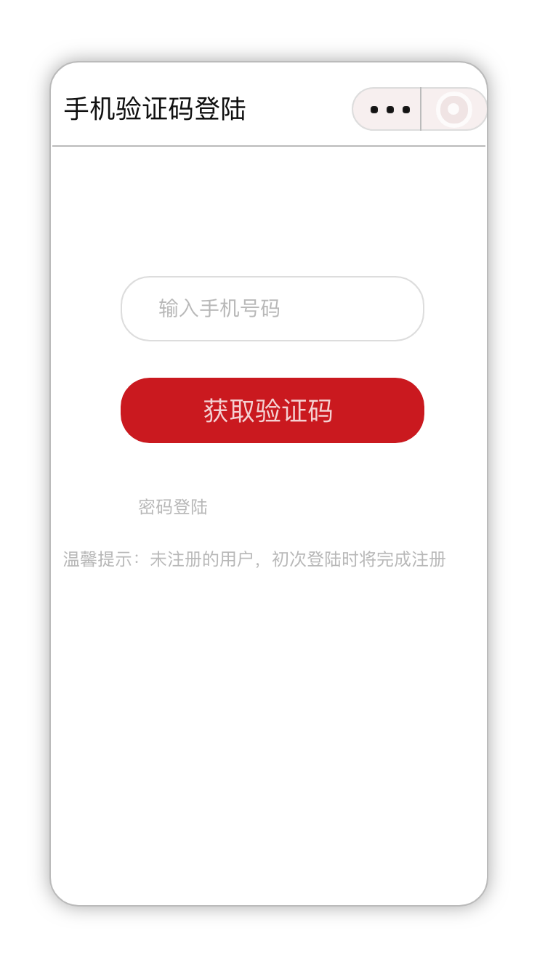 手机验证码登陆
输入手机号码
获取验证码
密码登陆
温馨提示：未注册的用户，初次登陆时将完成注册